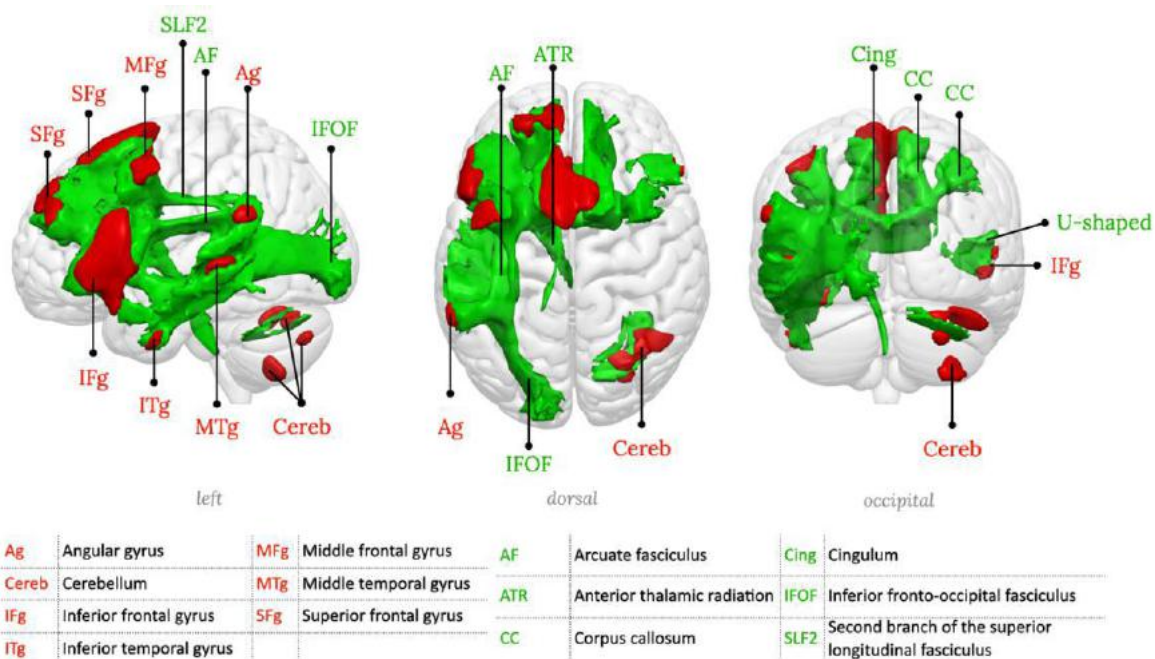 SLF2
AF
MFg
Ag
SFg
SFg
IFOF
IFg
ITg
MTg
Cereb
left
AF
ATR
Ag
IFOF
Cereb
dorsal
Cing
CC
CC
U-shaped
IFg
Cereb
occipital
Ag Angular gyrus MFg Middle frontal gyrus
Cereb Cerebellum MTg Middle temporal gyrus
IFg Inferior frontal gyrus SFg Superior frontal gyrus
ITg Inferior temporal gyrus
AF Arcuate fasciculus Cing Cingulum
ATR Anterior thalamic radiation IFOF Inferior fronto-occipital fasciculus
CC Corpus callosum SLF2 Second branch of the superior
longitudinal fasciculus